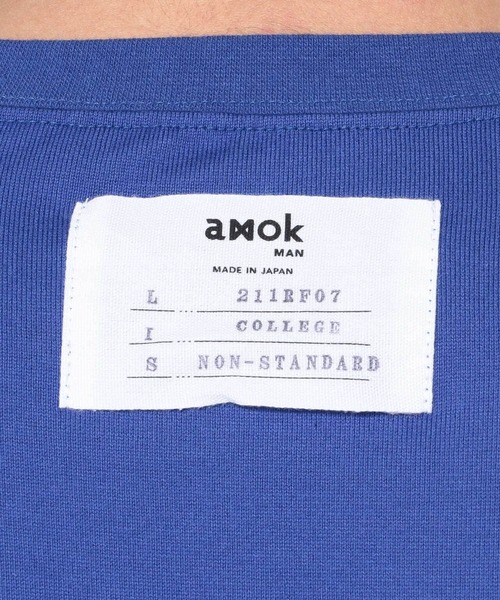 amok
MAN
MADE IN JAPAN
L ... 211RF07
I COLLEGE
S ... NON-STANDARD